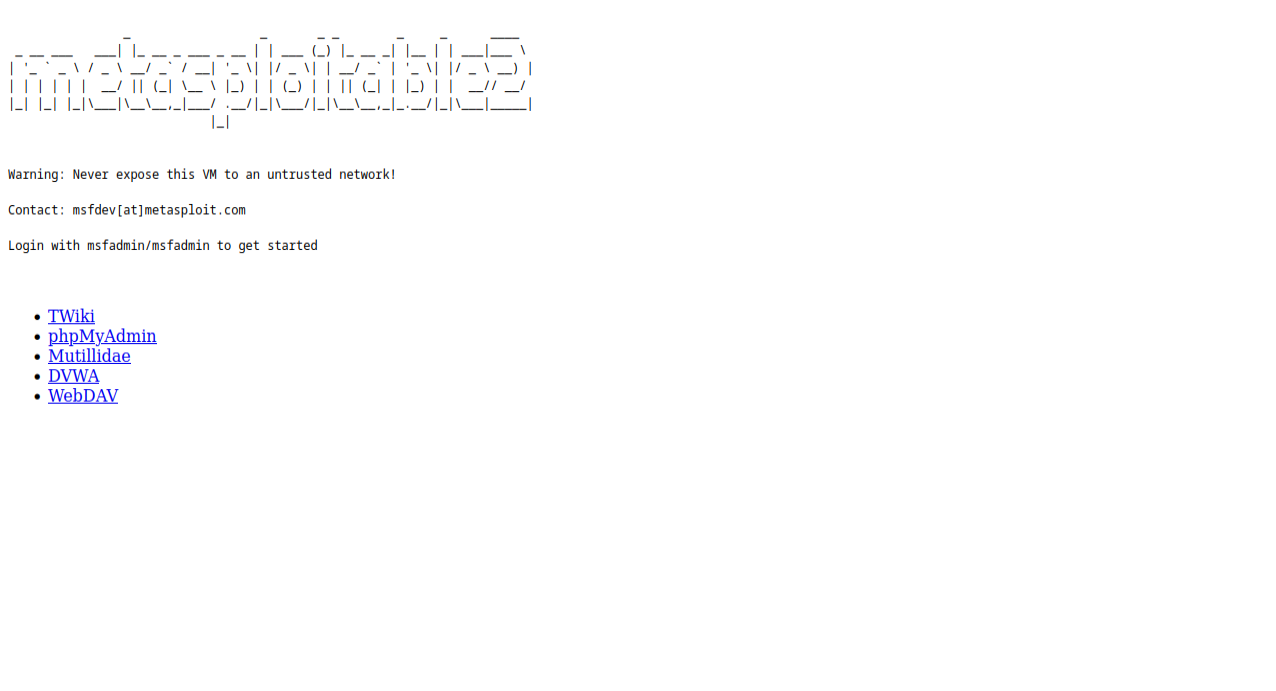 metasploitable2
Warning: Never expose this VM to an untrusted network!
Contact: msfdev[at]metasploit.com
Login with msfadmin/msfadmin to get started
TWiki
phpMyAdmin
Mutillidae
DVWA
WebDAV